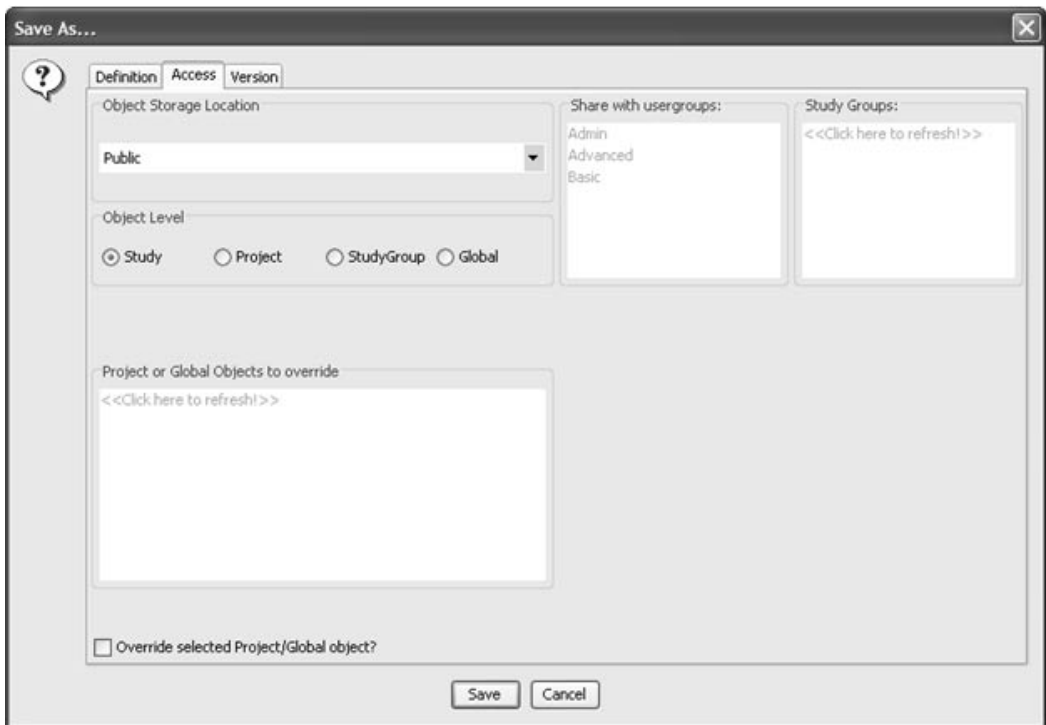 Save As...
?
Definition Access Version
Object Storage Location
Public
Object Level
Study Project StudyGroup Global
Share with usergroups:
Admin
Advanced
Basic
Study Groups:
<<Click here to refresh!>>
Project or Global Objects to override
<<Click here to refresh!>>
Override selected Project/Global object?
Save Cancel